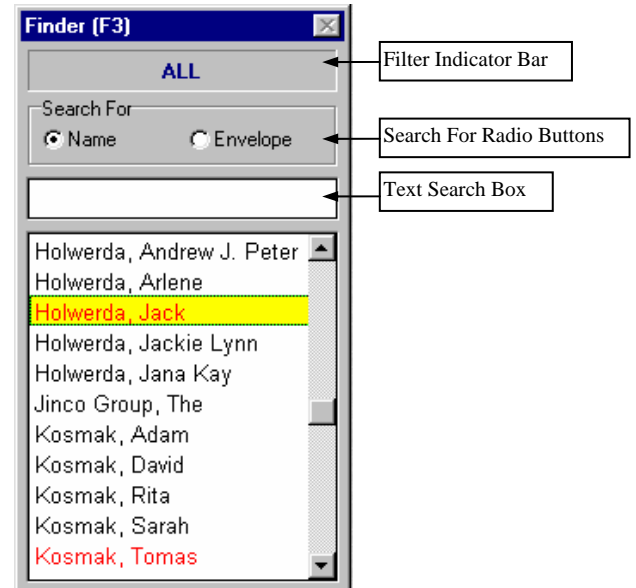 Finder (F3)
ALL
Filter Indicator Bar
Search For
Name
Envelope
Search For Radio Buttons
Text Search Box
Holwerda, Andrew J. Peter
Holwerda, Arlene
Holwerda, Jack
Holwerda, Jackie Lynn
Holwerda, Jana Kay
Jinco Group, The
Kosmak, Adam
Kosmak, David
Kosmak, Rita
Kosmak, Sarah
Kosmak, Tomas